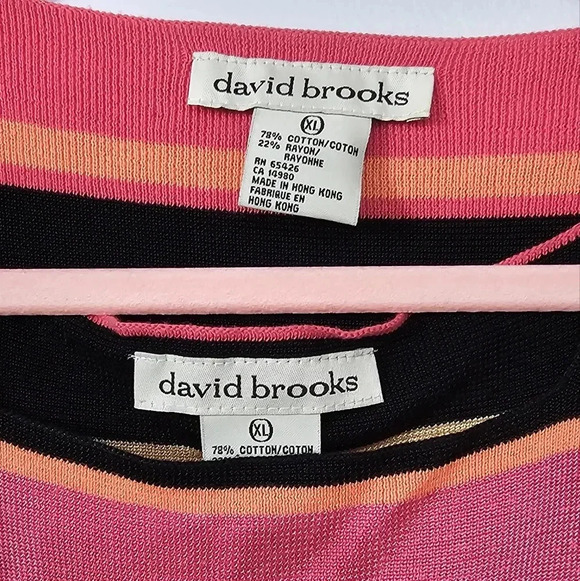 david brooks
XL
78% COTTON/COTON
22% RAYON/
RAYONNE
RN 65426
CA 14980
MADE IN HONG KONG
FABRIQUE EN
HONG KONG
david brooks
XL
78% COTTON/COTON